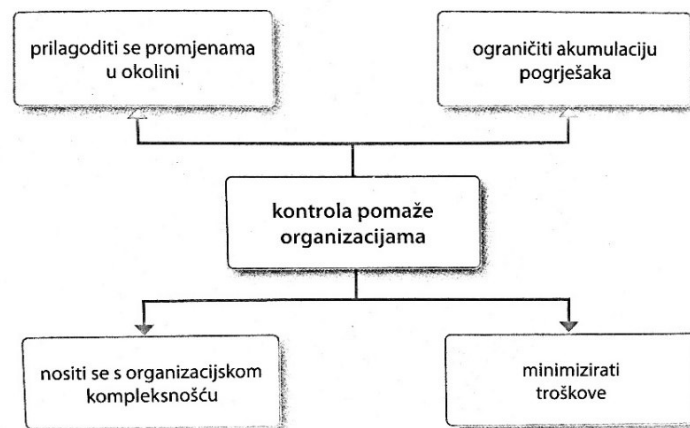 prilagoditi se promjenama
u okolini
ograničiti akumulaciju
pogrješaka
kontrola pomaže
organizacijama
nositi se s organizacijskom
kompleksnošću
minimizirati
troškove